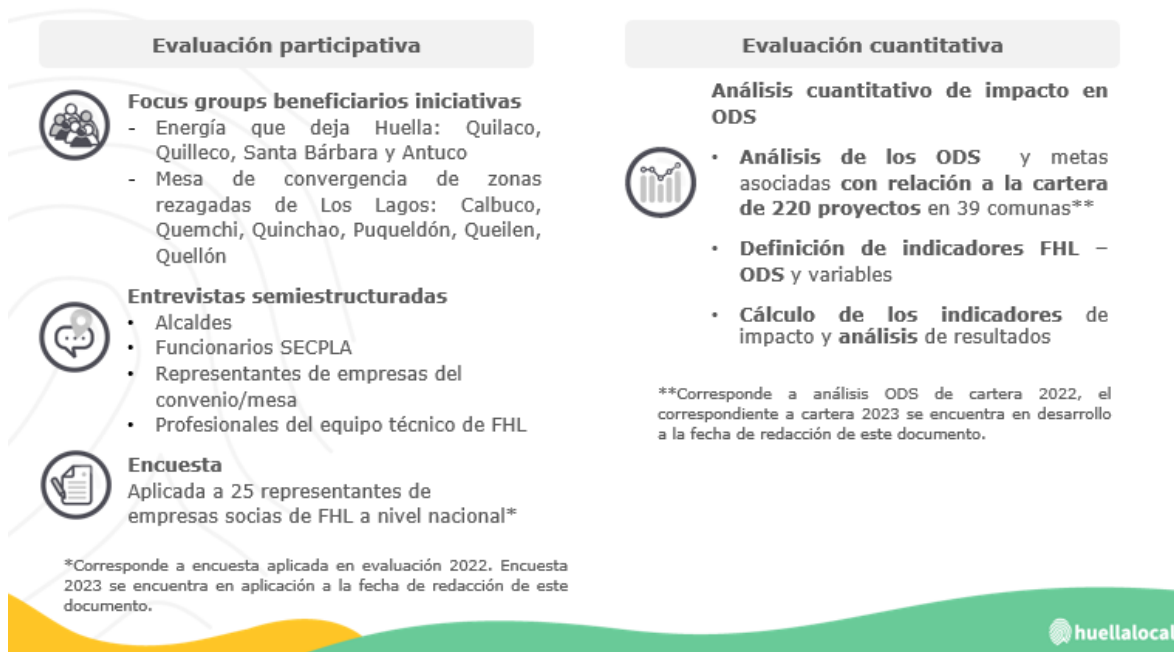 Evaluación participativa
Focus groups beneficiarios iniciativas
- Energía que deja Huella: Quilaco,
Quilleco, Santa Bárbara y Antuco
- Mesa de convergencia de zonas
rezagadas de Los Lagos: Calbuco,
Quemchi, Quinchao, Puqueldón, Queilen,
Quellón
Entrevistas semiestructuradas
• Alcaldes
• Funcionarios SECPLA
• Representantes de empresas del
convenio/mesa
• Profesionales del equipo técnico de FHL
Encuesta
Aplicada a 25 representantes de
empresas socias de FHL a nivel nacional*
*Corresponde a encuesta aplicada en evaluación 2022. Encuesta
2023 se encuentra en aplicación a la fecha de redacción de este
documento.
Evaluación cuantitativa
Análisis cuantitativo de impacto en
ODS
• Análisis de los ODS y metas
asociadas con relación a la cartera
de 220 proyectos en 39 comunas**
• Definición de indicadores FHL –
ODS y variables
• Cálculo de los indicadores de
impacto y análisis de resultados
**Corresponde a análisis ODS de cartera 2022, el
correspondiente a cartera 2023 se encuentra en desarrollo
a la fecha de redacción de este documento.
huellalocal